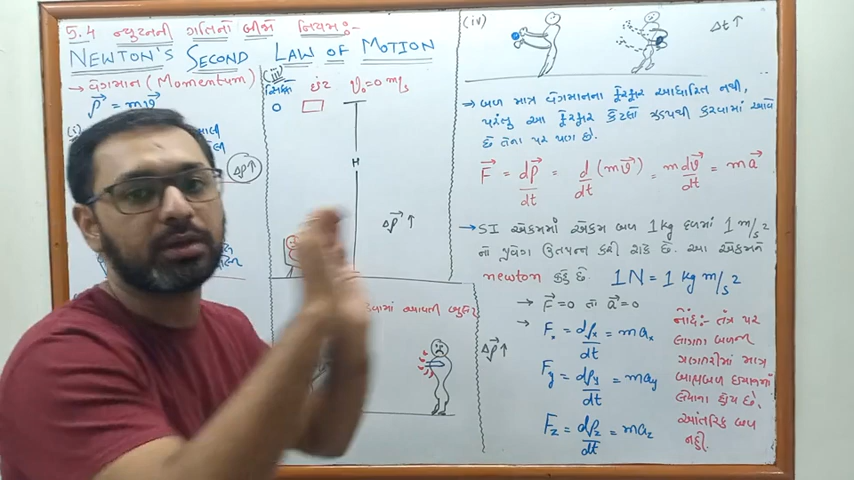 5.4 ન્યુટનની ગતિનો બીજો નિયમ:-
NEWTON'S SECOND LAW OF MOTION
→ વેગમાન (Momentum)
p⃗ = mv⃗
(i)
Δp⃗ ↑
(iii)
ઈંટ v₀=0 m/s
H
Δp⃗ ↑
કવામાં આવતી
Δp⃗ ↑
(iv)
Δt ↑
→ બળ માત્ર વેગમાનના ફેરફાર આધારિત નથી,
પરંતુ આ ફેરફાર કેટલી ઝડપથી કરવામાં આવે
છે તેના પર પણ છે.
F⃗ = dp⃗/dt = d/dt (mv⃗) = m dv⃗/dt = ma⃗
→ SI એકમમાં એકમ બળ 1 kg દળમાં 1 m/s²
નો પ્રવેગ ઉત્પન્ન કરી શકે છે. આ એકમને
newton કહે છે. 1N = 1 kg m/s²
→ F⃗=0 તો a⃗=0
→ Fₓ = dpₓ/dt = maₓ
Fy = dpy/dt = may
Fz = dpz/dt = maz
નોંધ:- તંત્ર પર
લાગતા બળની
ગણતરીમાં માત્ર
બાહ્યબળ ધ્યાનમાં
લેવાના હોય છે.
આંતરિક બળ
નહી.